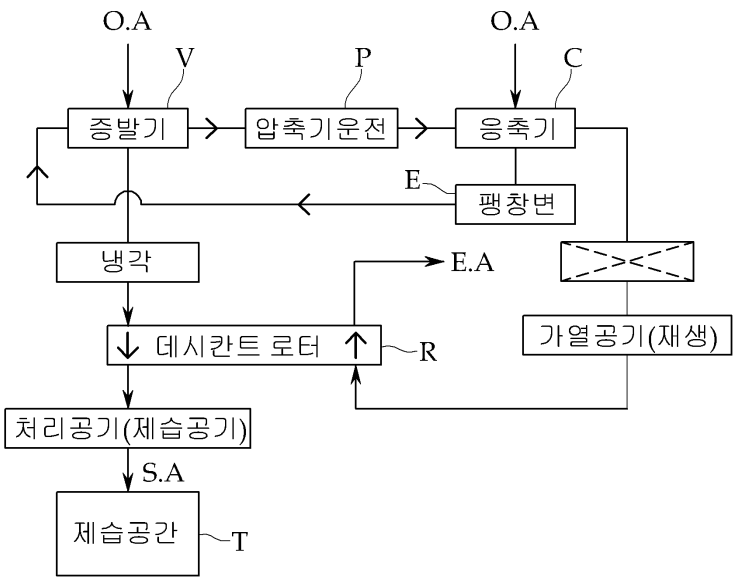 O.A
O.A
V
P
C
증발기
압축기운전
응축기
E
팽창변
냉각
E.A
데시칸트 로터
R
가열공기(재생)
처리공기(제습공기)
S.A
제습공간
T